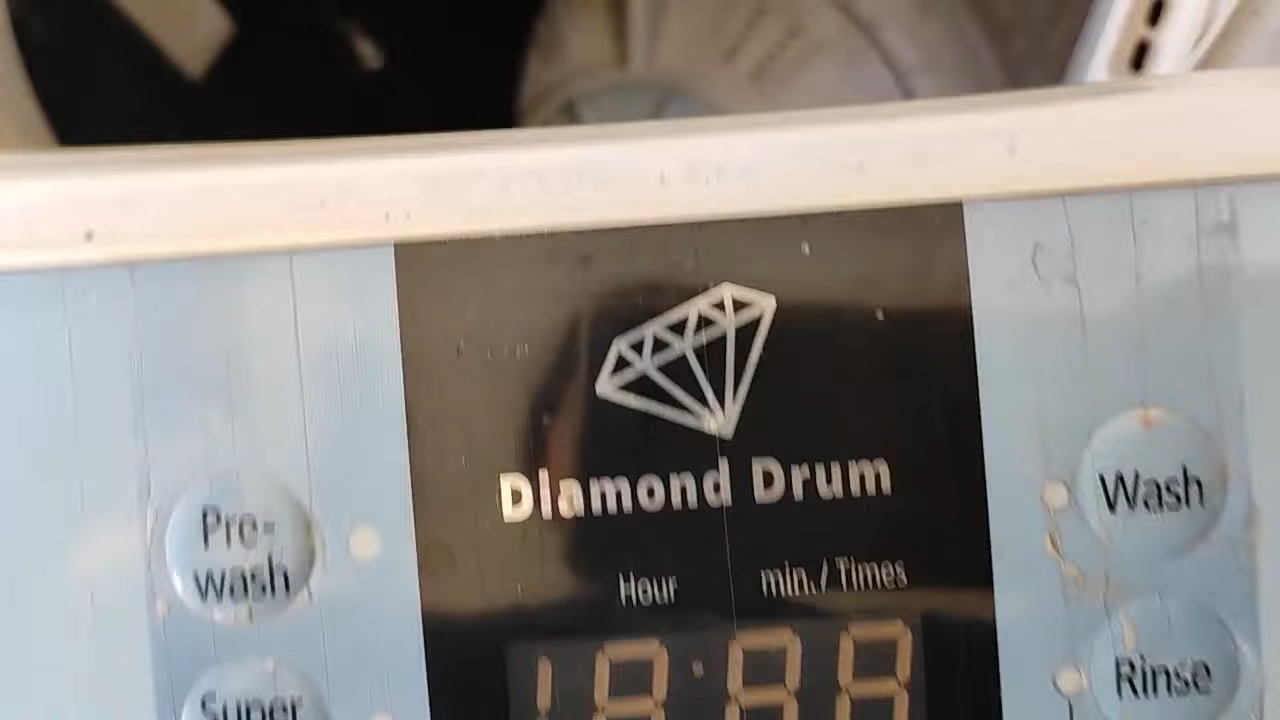 Diamond Drum
Hour min./Times
18:88
Pre-
wash
Super
Wash
Rinse